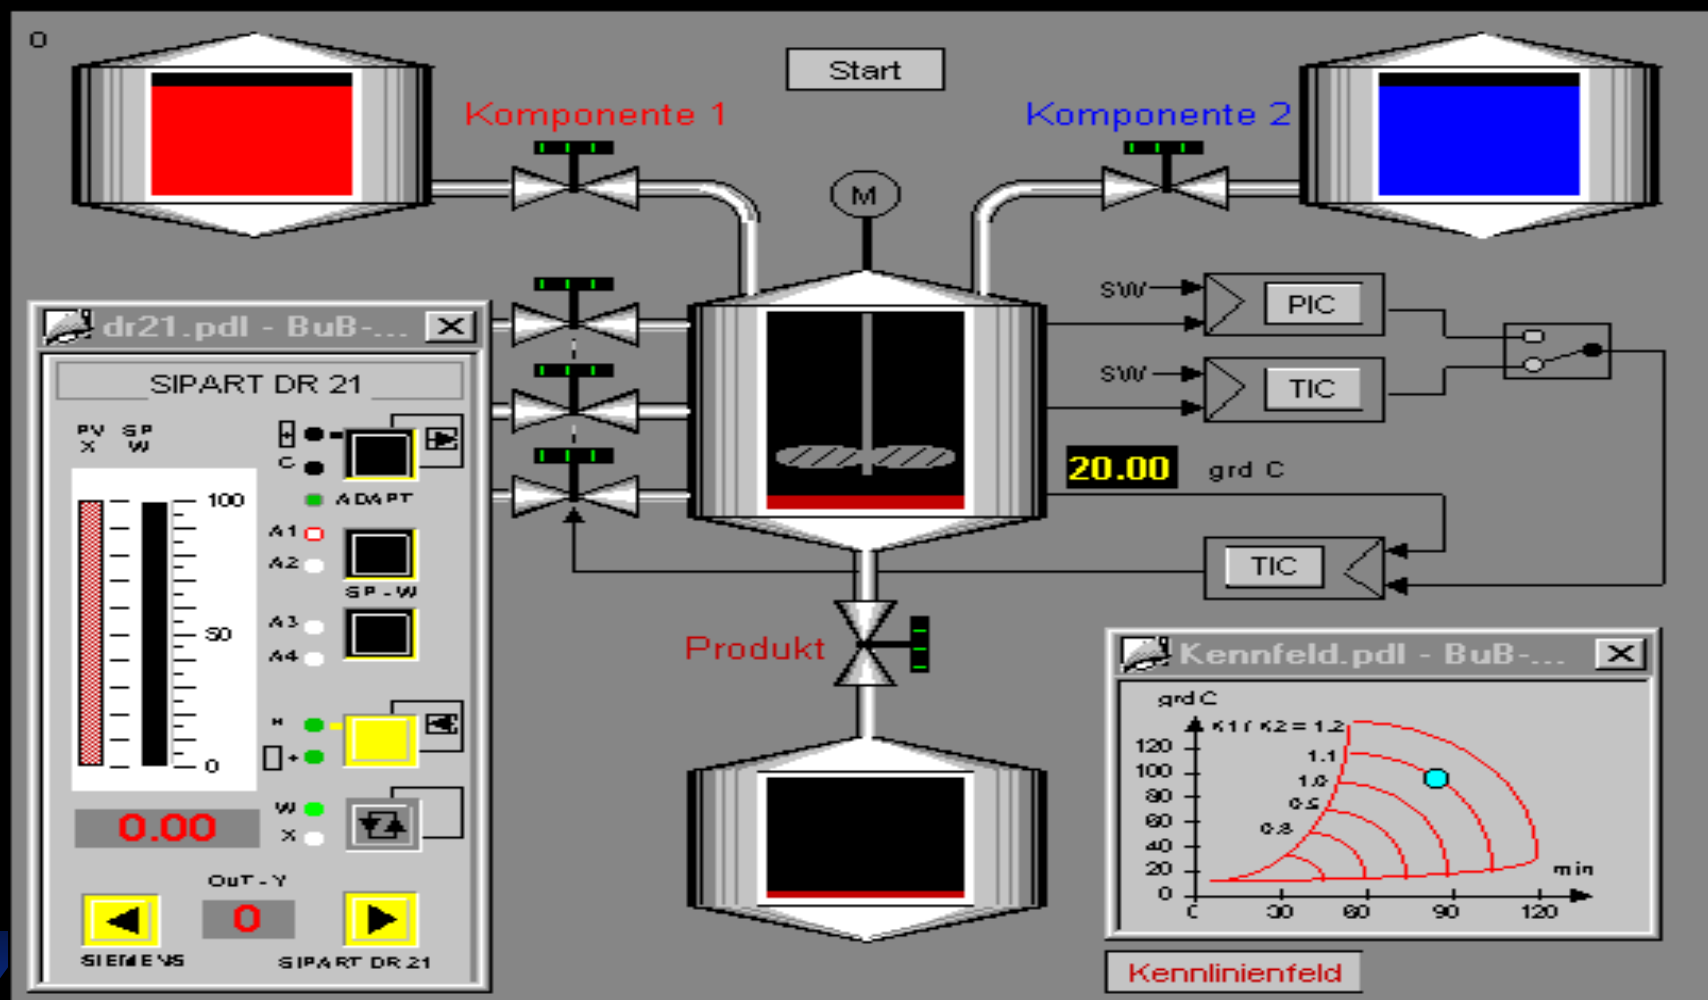 0
Start
Komponente 1
Komponente 2
M
SW
PIC
SW
TIC
20.00 grd C
TIC
Produkt
dr21.pdl - BuB-...
SIPART DR 21
PV SP
X W
C
100
ADAPT
A1
A2
SP - W
A3
50
A4
H
+
0
W
0.00
X
OUT - Y
0
SIEMENS
SIPART DR 21
Kennfeld.pdl - BuB-...
grd C
K1 / K2 = 1.2
120
1.1
100
1.0
80
60
0.8
40
20
min
0
30 60 90 120
Kennlinienfeld